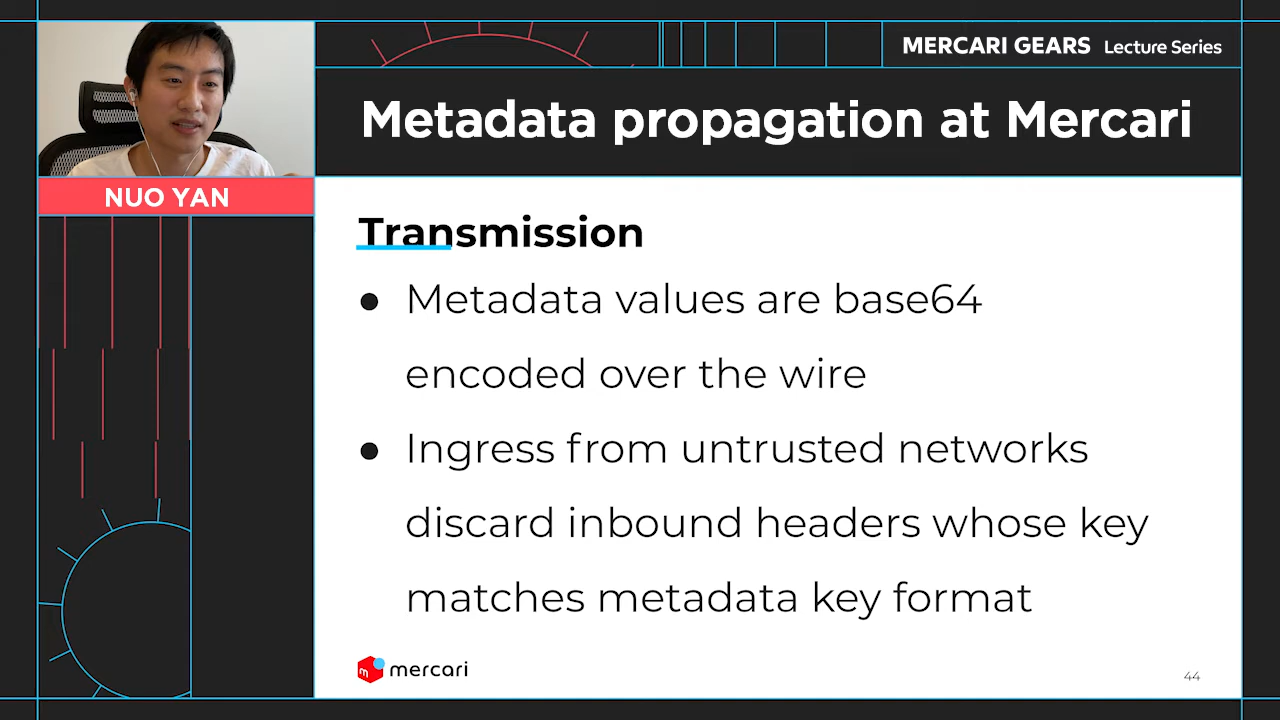 MERCARI GEARS Lecture Series
Metadata propagation at Mercari
NUO YAN
Transmission
● Metadata values are base64
encoded over the wire
● Ingress from untrusted networks
discard inbound headers whose key
matches metadata key format
mercari
44